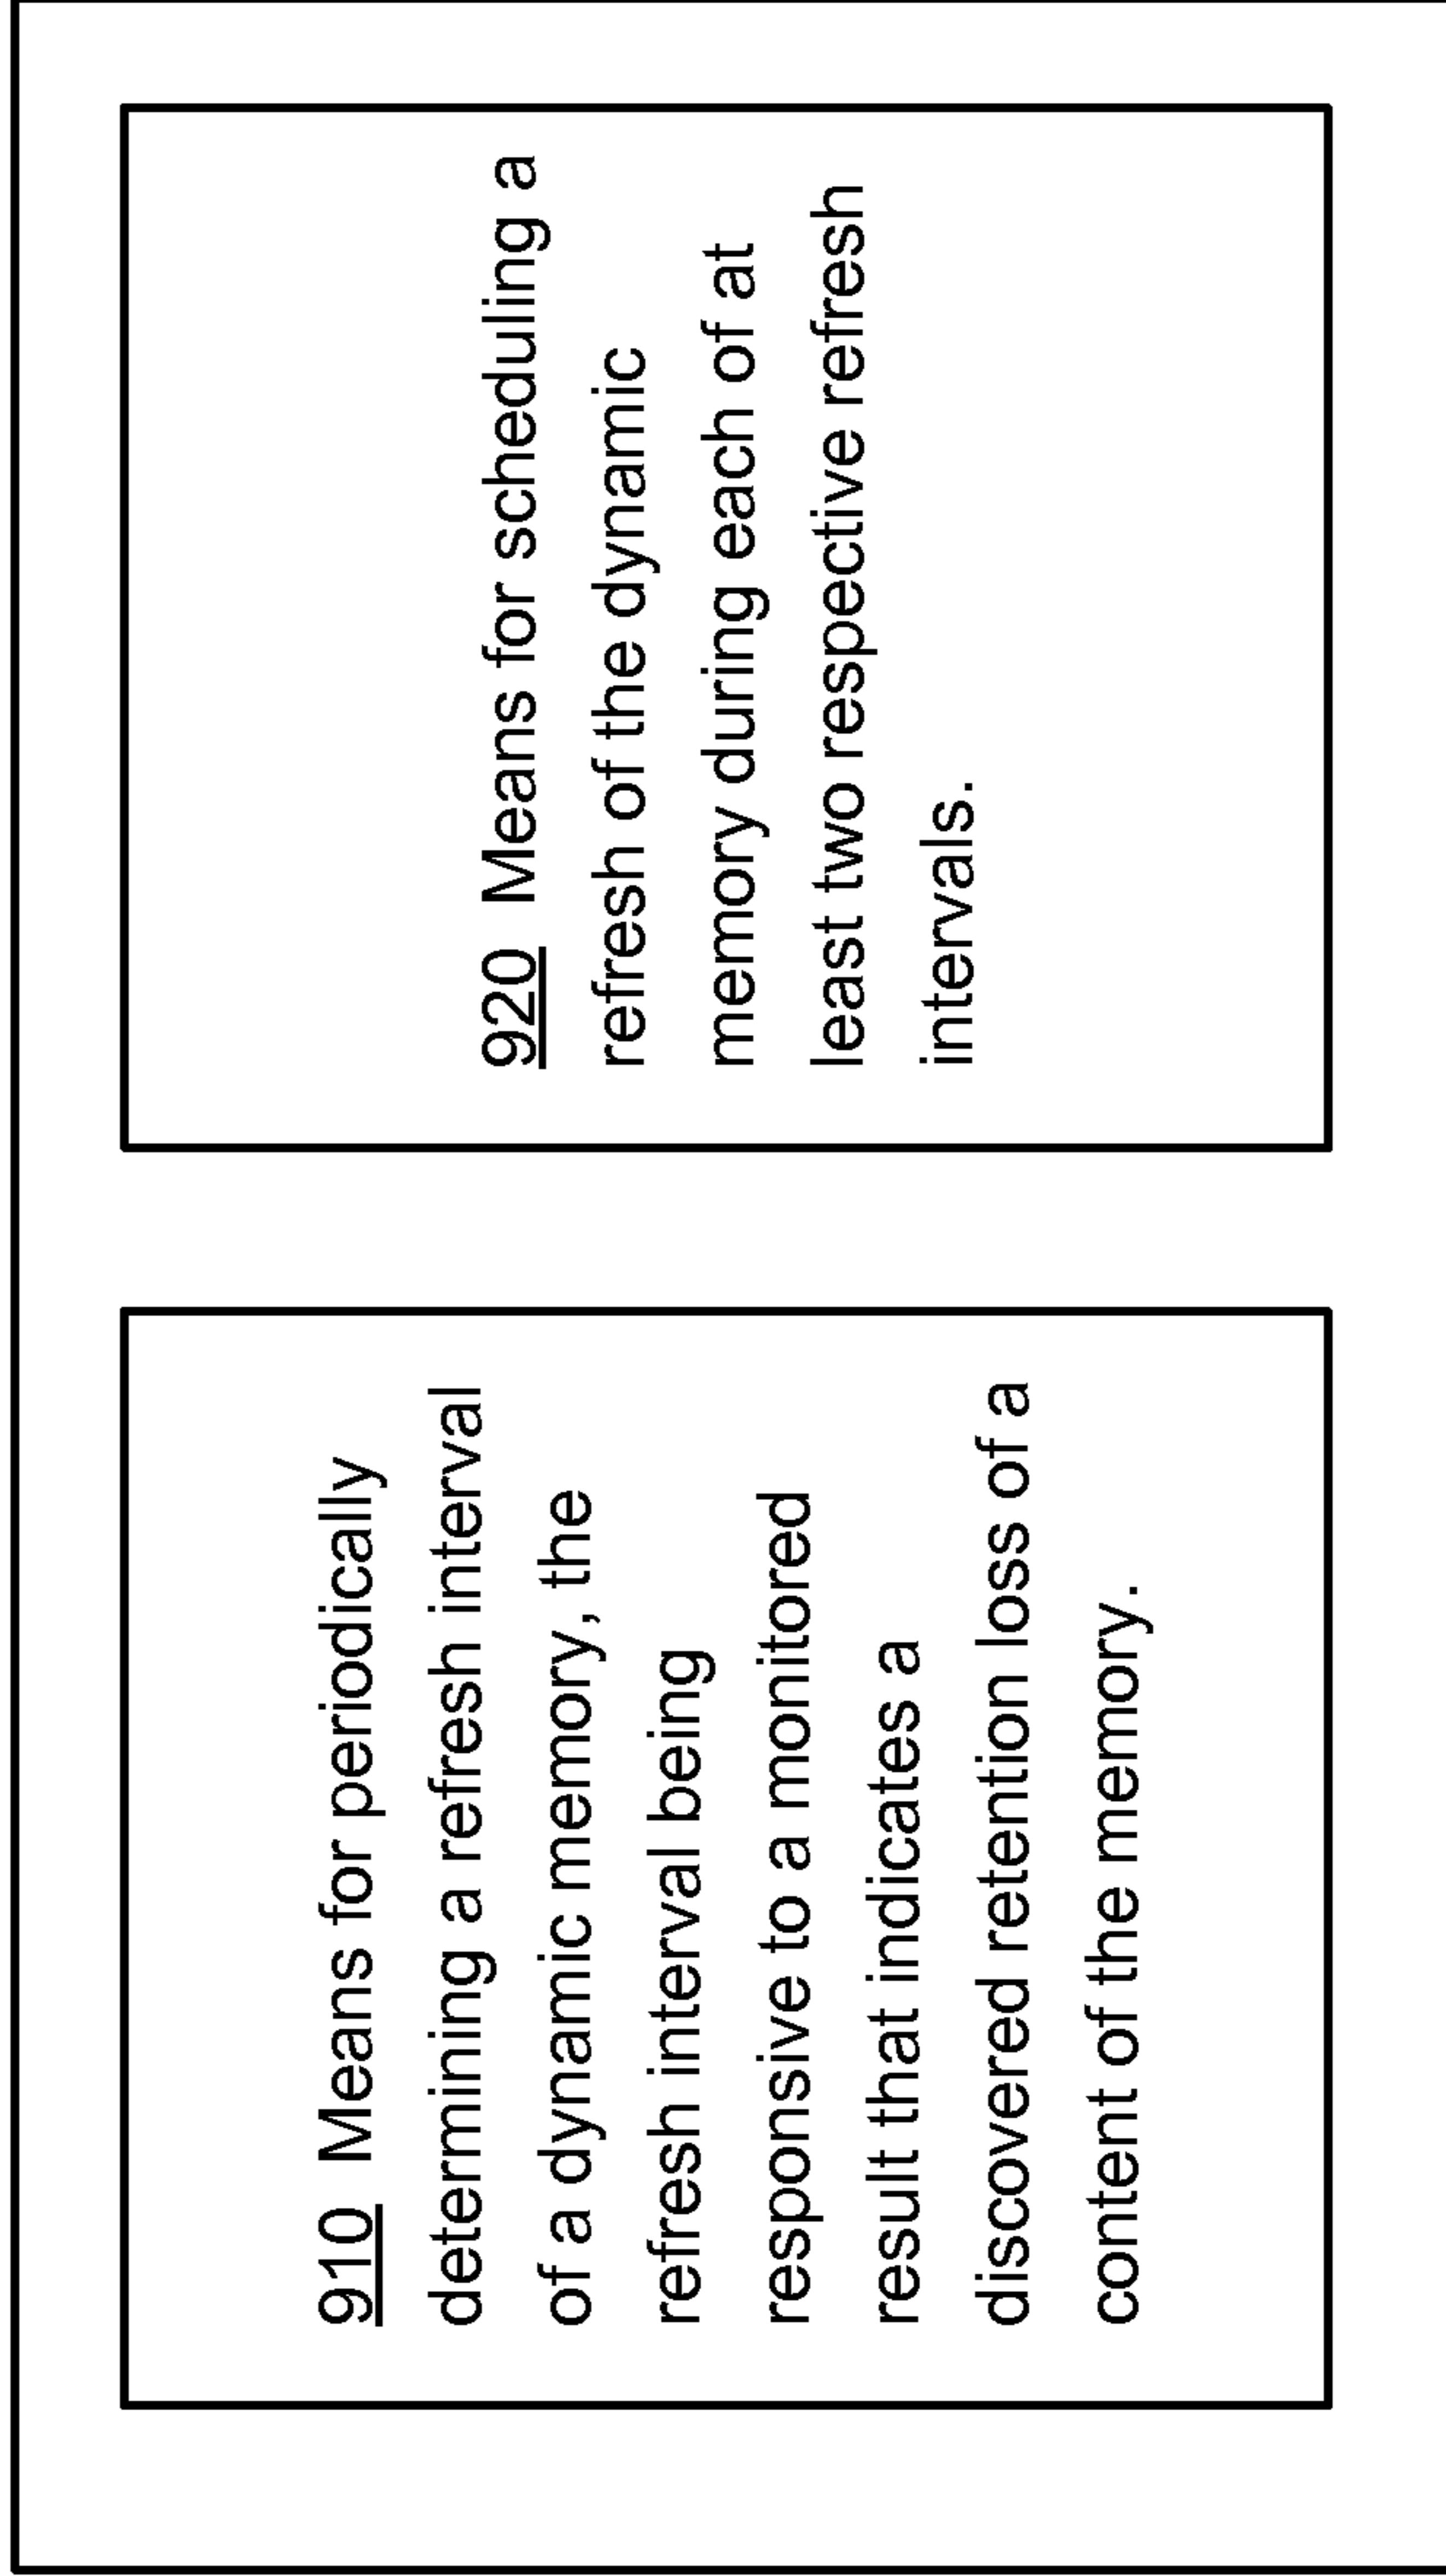 910 Means for periodically
determining a refresh interval
of a dynamic memory, the
refresh interval being
responsive to a monitored
result that indicates a
discovered retention loss of a
content of the memory.
920 Means for scheduling a
refresh of the dynamic
memory during each of at
least two respective refresh
intervals.